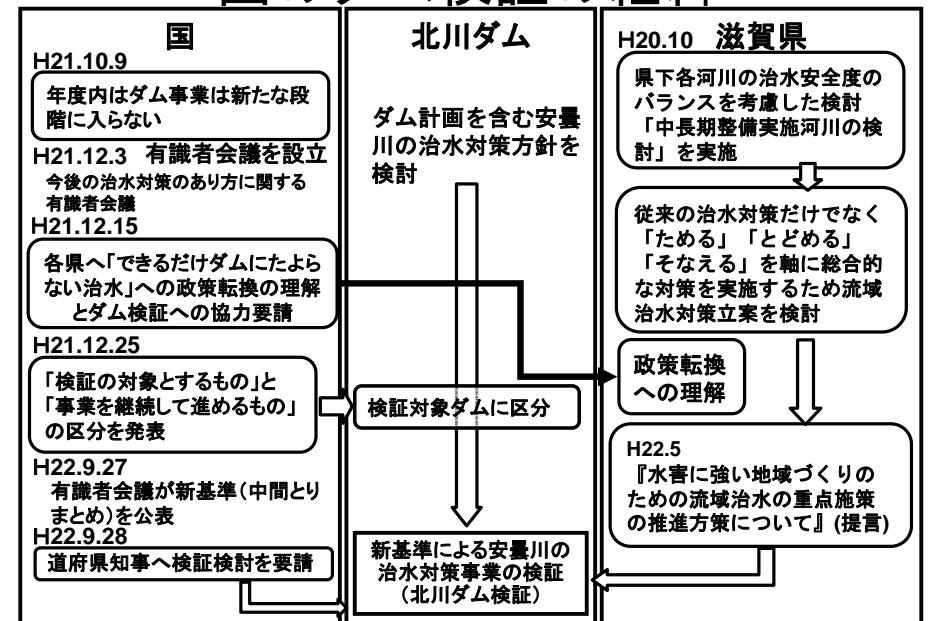 国
H21.10.9
年度内はダム事業は新たな段
階に入らない
H21.12.3 有識者会議を設立
今後の治水対策のあり方に関する
有識者会議
H21.12.15
各県へ「できるだけダムにたよら
ない治水」への政策転換の理解
とダム検証への協力要請
H21.12.25
「検証の対象とするもの」と
「事業を継続して進めるもの」
の区分を発表
H22.9.27
有識者会議が新基準(中間とり
まとめ)を公表
H22.9.28
道府県知事へ検証検討を要請
北川ダム
ダム計画を含む安曇
川の治水対策方針を
検討
検証対象ダムに区分
新基準による安曇川の
治水対策事業の検証
(北川ダム検証)
H20.10 滋賀県
県下各河川の治水安全度の
バランスを考慮した検討
「中長期整備実施河川の検
討」を実施
従来の治水対策だけでなく
「ためる」「とどめる」
「そなえる」を軸に総合的
な対策を実施するため流域
治水対策立案を検討
政策転換
への理解
H22.5
『水害に強い地域づくりの
ための流域治水の重点施策
の推進方策について』(提言)